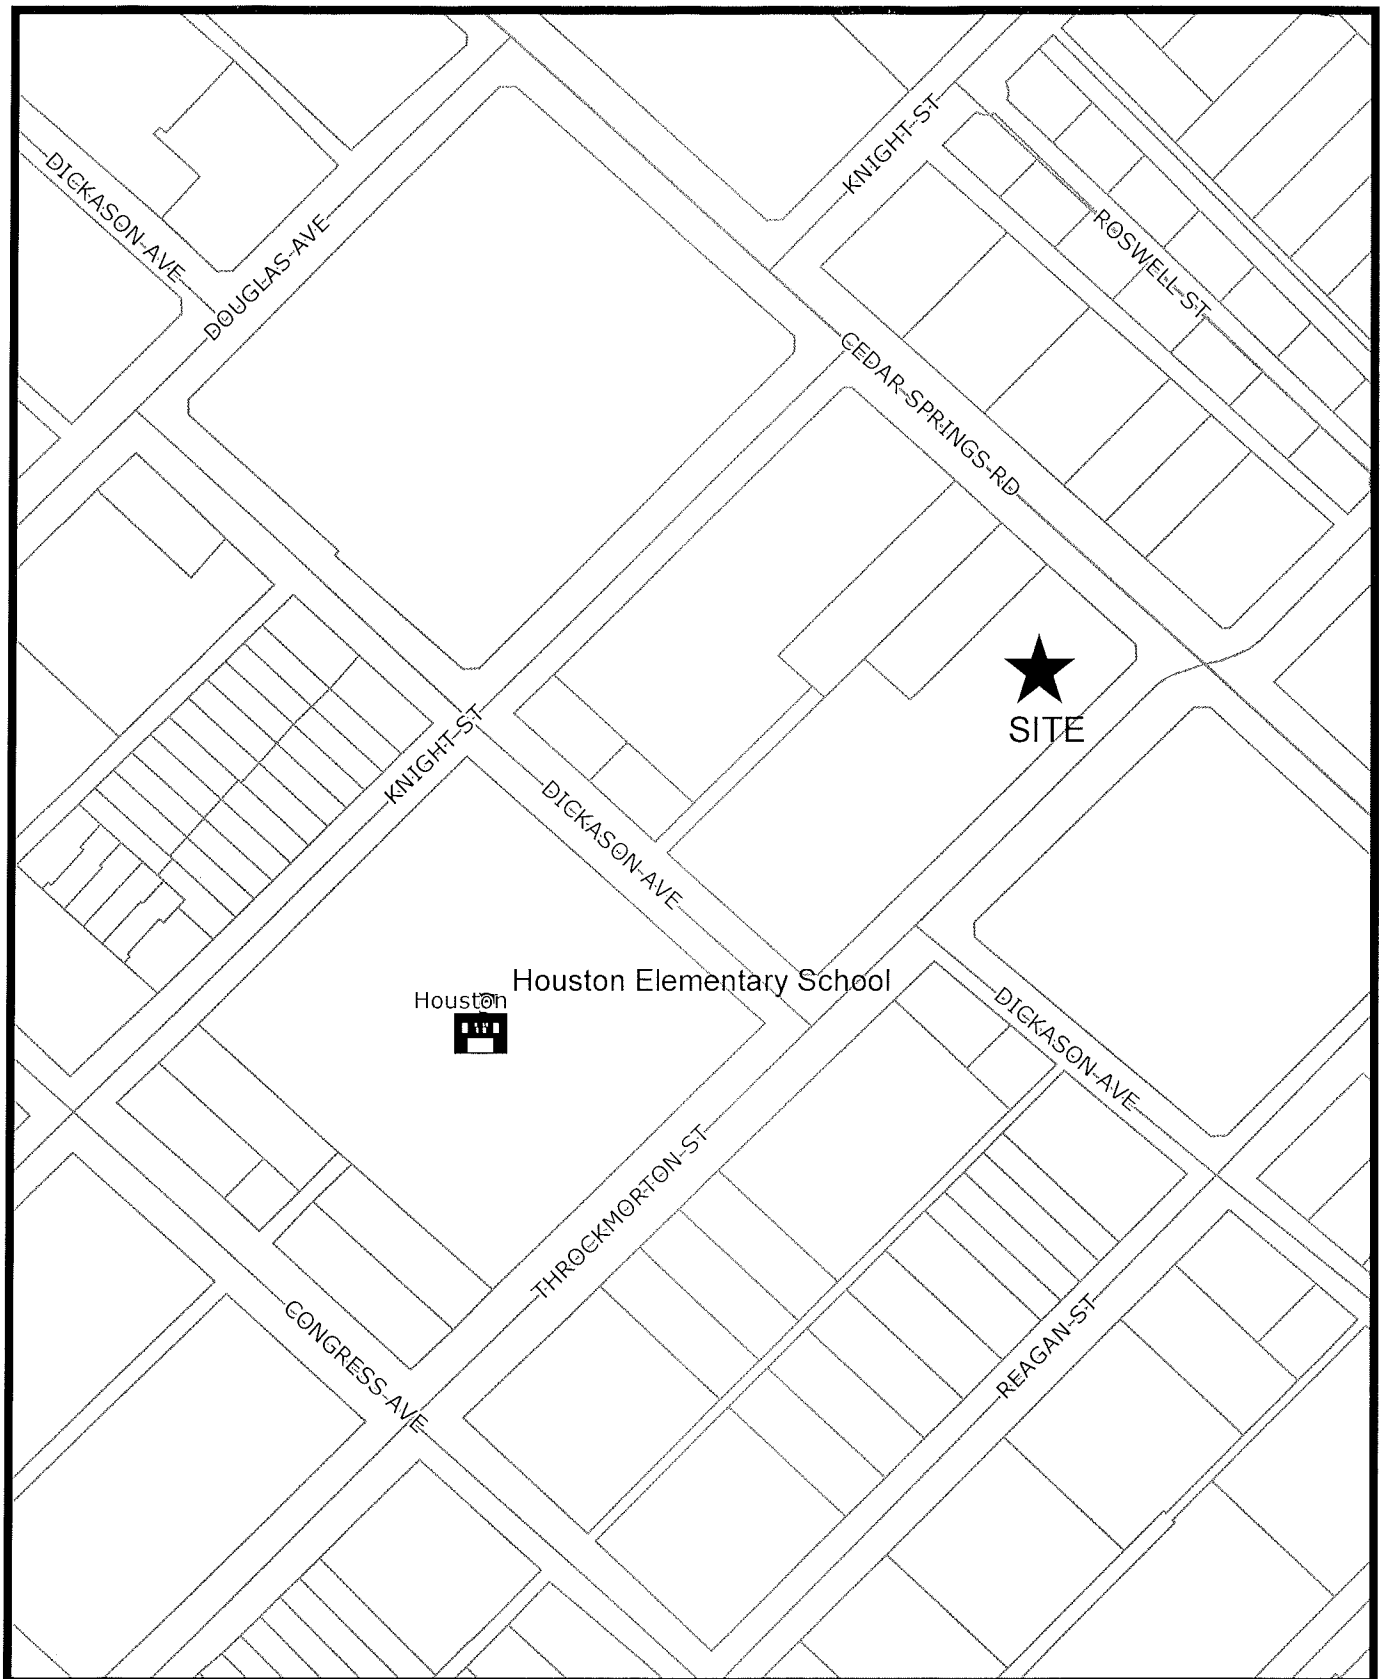 KNIGHT ST
DICKASON AVE
DOUGLAS AVE
ROSWELL ST
CEDAR SPRINGS RD
SITE
KNIGHT ST
DICKASON AVE
Houston Elementary School
Houston
DICKASON AVE
THROCKMORTON ST
CONGRESS AVE
REAGAN ST